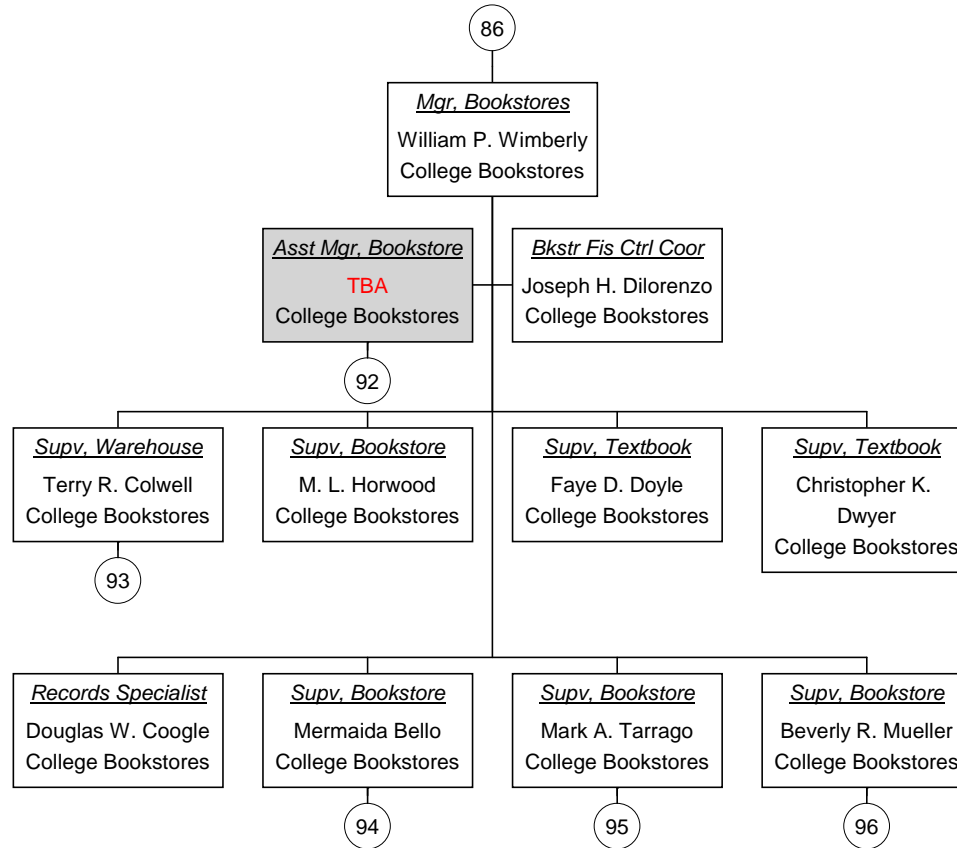 86
Mgr, Bookstores
William P. Wimberly
College Bookstores
Asst Mgr, Bookstore
TBA
College Bookstores
Bkstr Fis Ctrl Coor
Joseph H. Dilorenzo
College Bookstores
92
Supv, Warehouse
Terry R. Colwell
College Bookstores
93
Supv, Bookstore
M. L. Horwood
College Bookstores
Supv, Textbook
Faye D. Doyle
College Bookstores
Supv, Textbook
Christopher K.
Dwyer
College Bookstores
Records Specialist
Douglas W. Coogle
College Bookstores
Supv, Bookstore
Mermaida Bello
College Bookstores
94
Supv, Bookstore
Mark A. Tarrago
College Bookstores
95
Supv, Bookstore
Beverly R. Mueller
College Bookstores
96